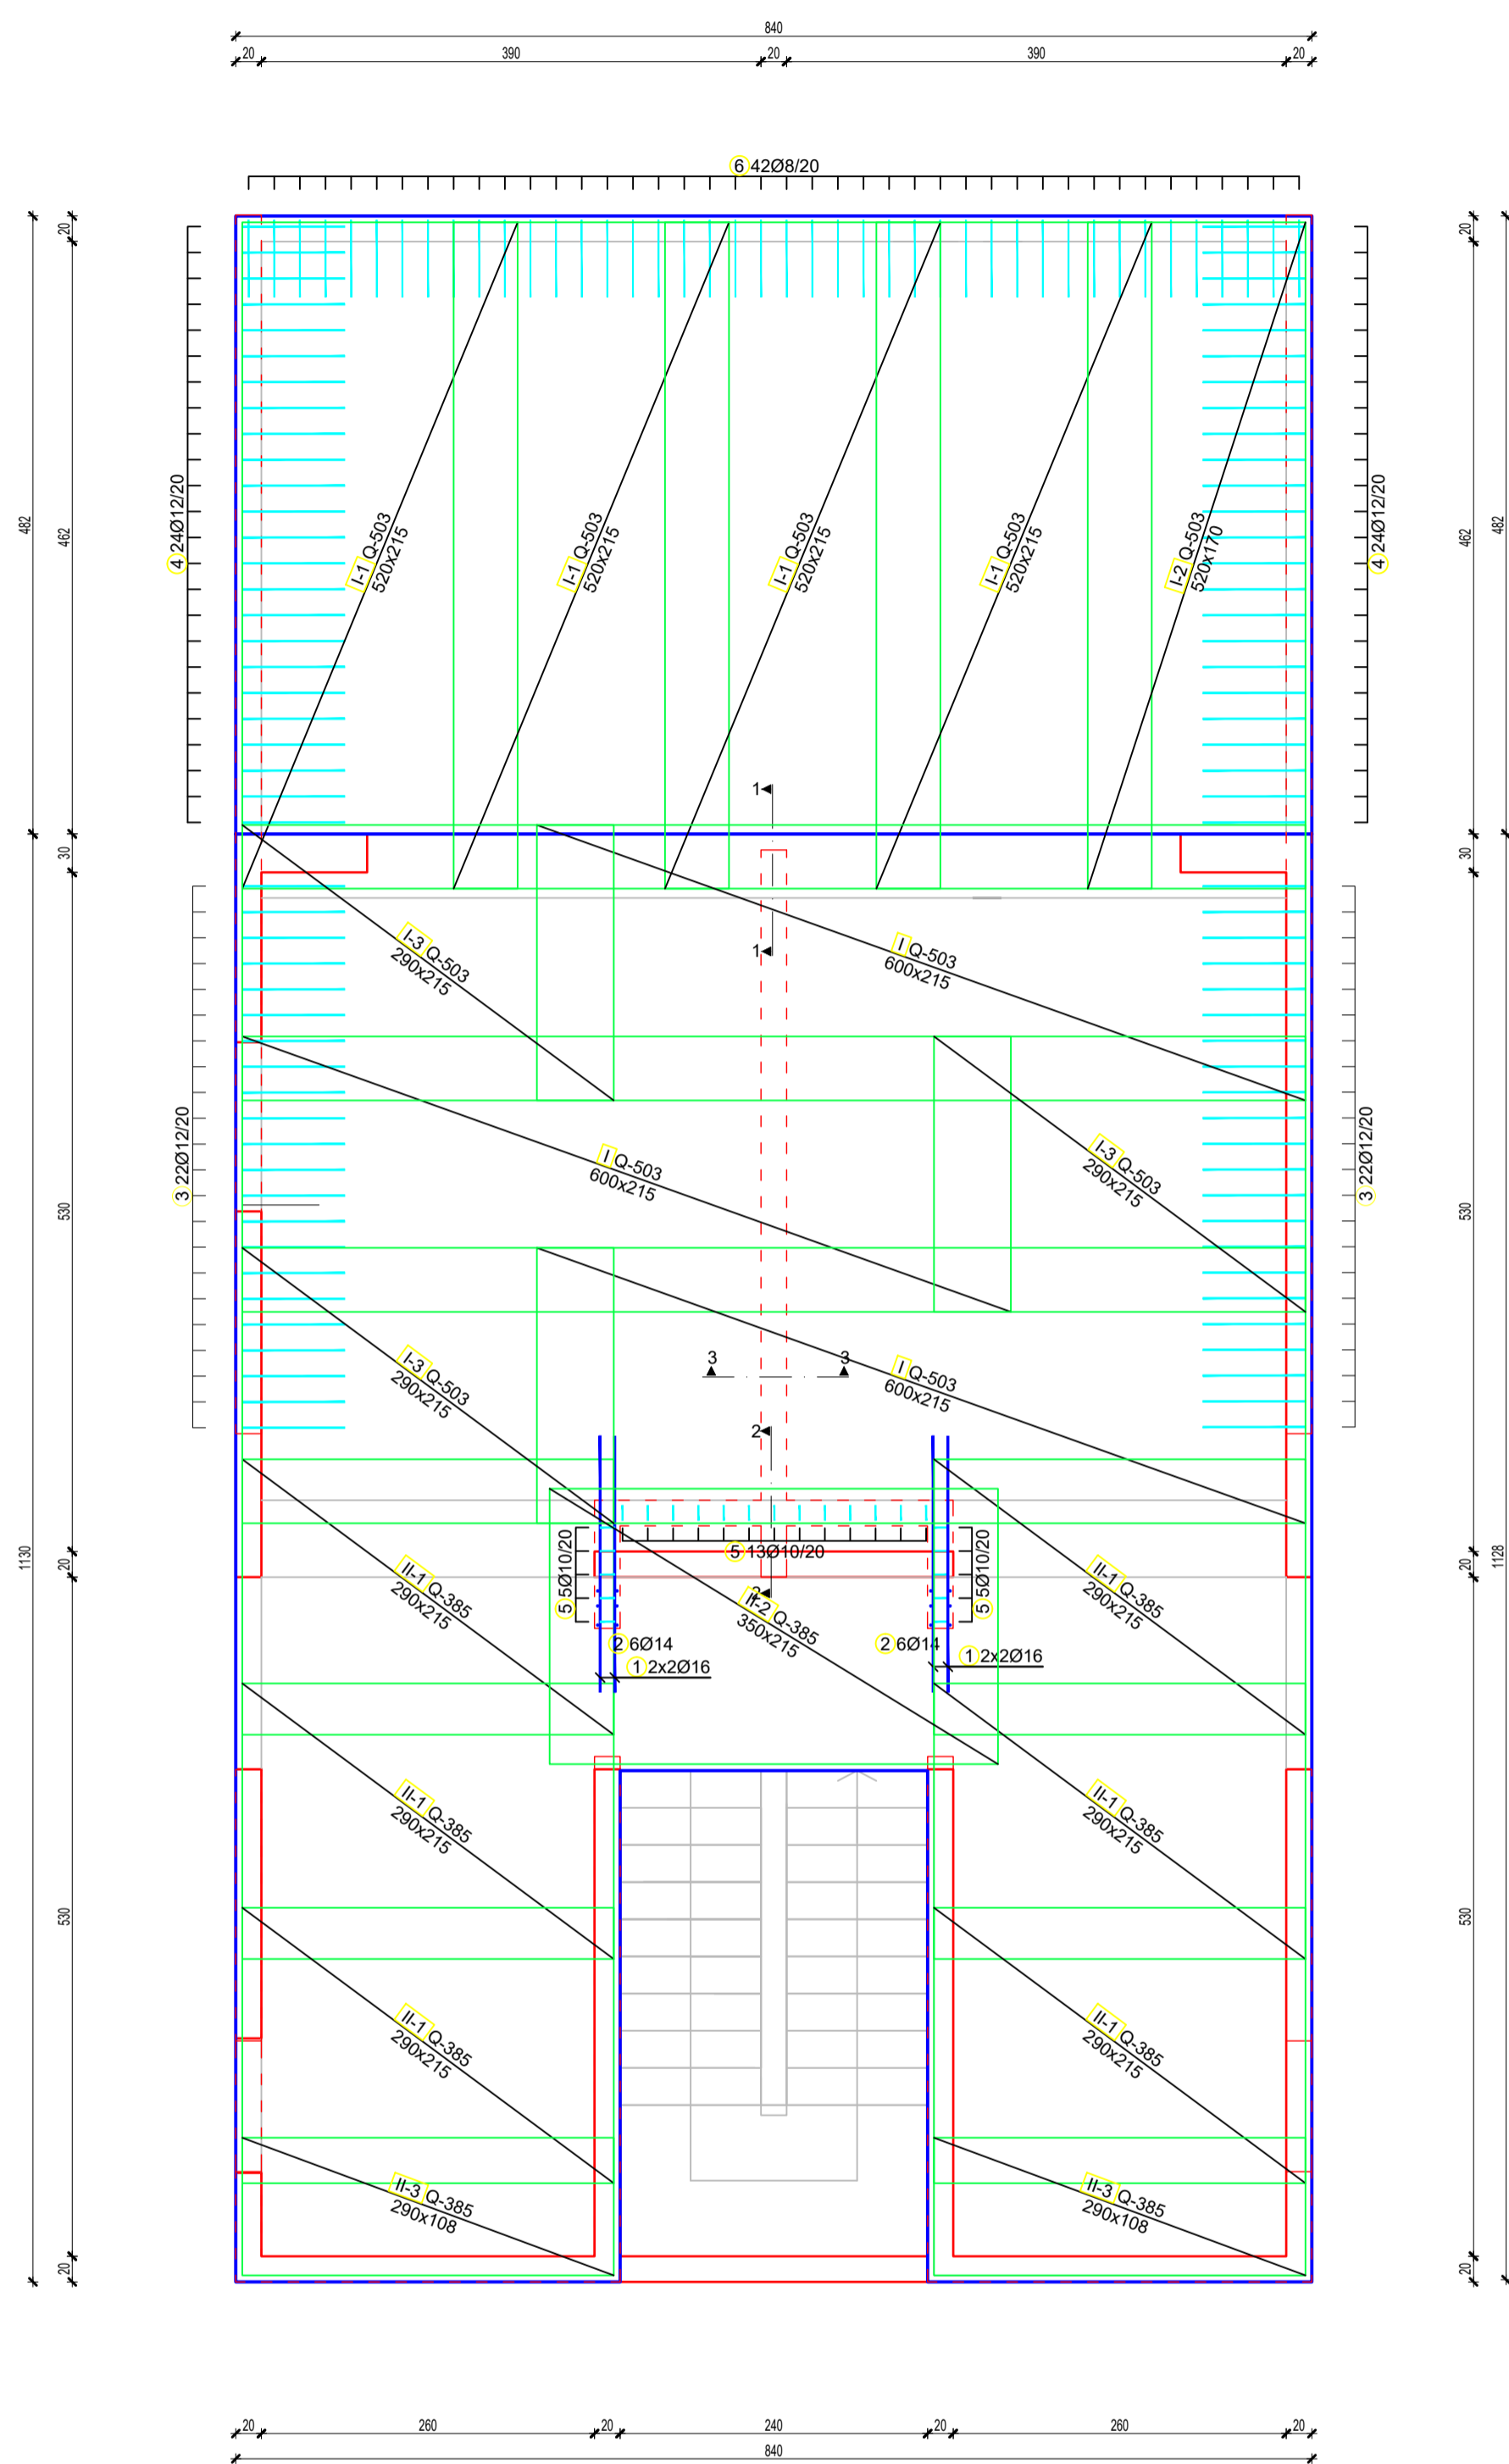 840
20 390 20 390 20
6 42Ø8/20
20
20
482
462
4 24Ø12/20
I-1 Q-503
520x215
I-1 Q-503
520x215
I-1 Q-503
520x215
I-1 Q-503
520x215
I-2 Q-503
520x170
4 24Ø12/20
462
482
1
30
30
I-3 Q-503
290x215
1
I Q-503
600x215
3 22Ø12/20
530
I Q-503
600x215
I-3 Q-503
290x215
3 22Ø12/20
530
I-3 Q-503
290x215
3 3
I Q-503
600x215
2
1130
20
II-1 Q-385
290x215
5 5Ø10/20
5 13Ø10/20
2
II-2 Q-385
350x215
5 5Ø10/20
II-1 Q-385
290x215
20
1128
2 6Ø14
1 2x2Ø16
2 6Ø14
1 2x2Ø16
II-1 Q-385
290x215
II-1 Q-385
290x215
530
530
II-1 Q-385
290x215
II-1 Q-385
290x215
II-3 Q-385
290x108
II-3 Q-385
290x108
20
20
20 260 20 240 20 260 20
840